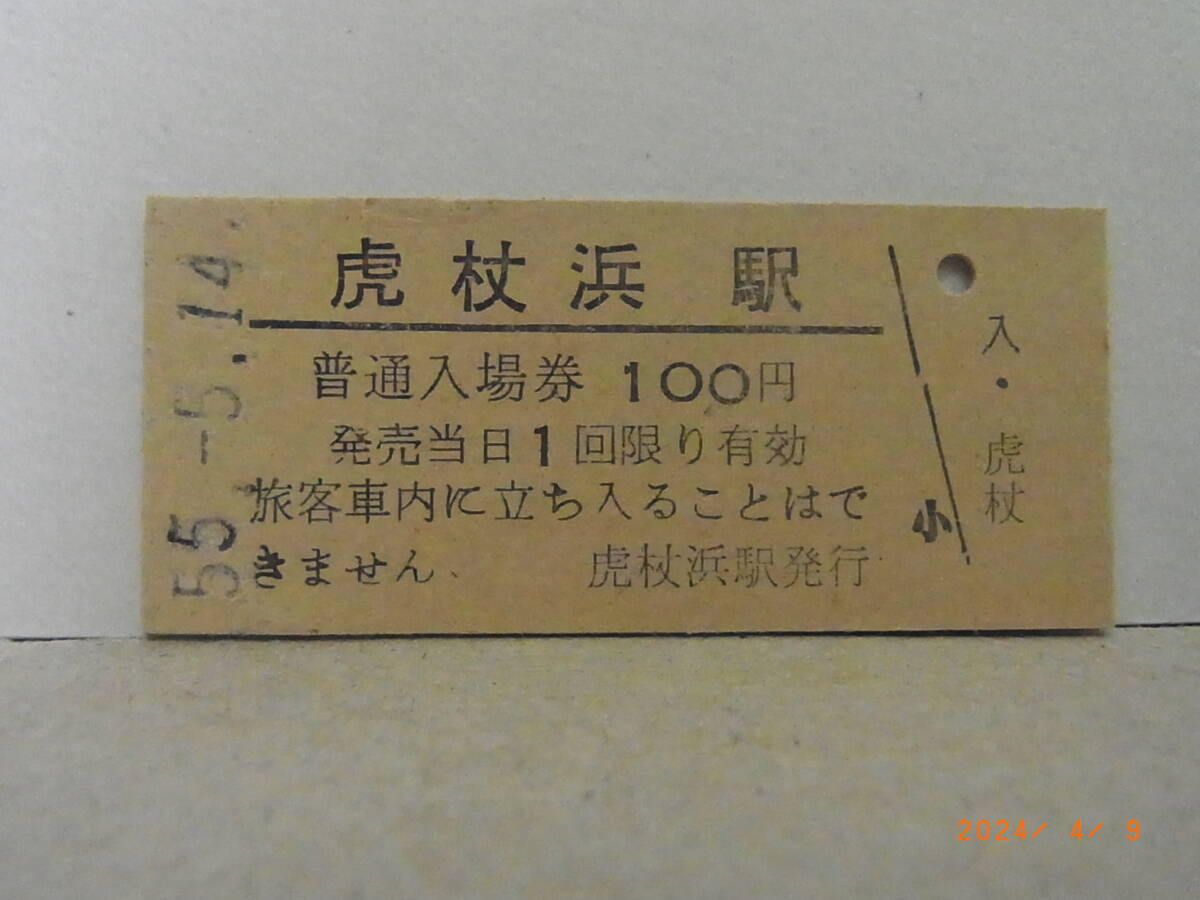 虎杖浜 駅
普通入場券 100円
発売当日1回限り有効
旅客車内に立ち入ることはで
きません、 虎杖浜駅発行
55.-5.14.
小
入・虎杖
2024/ 4/ 9